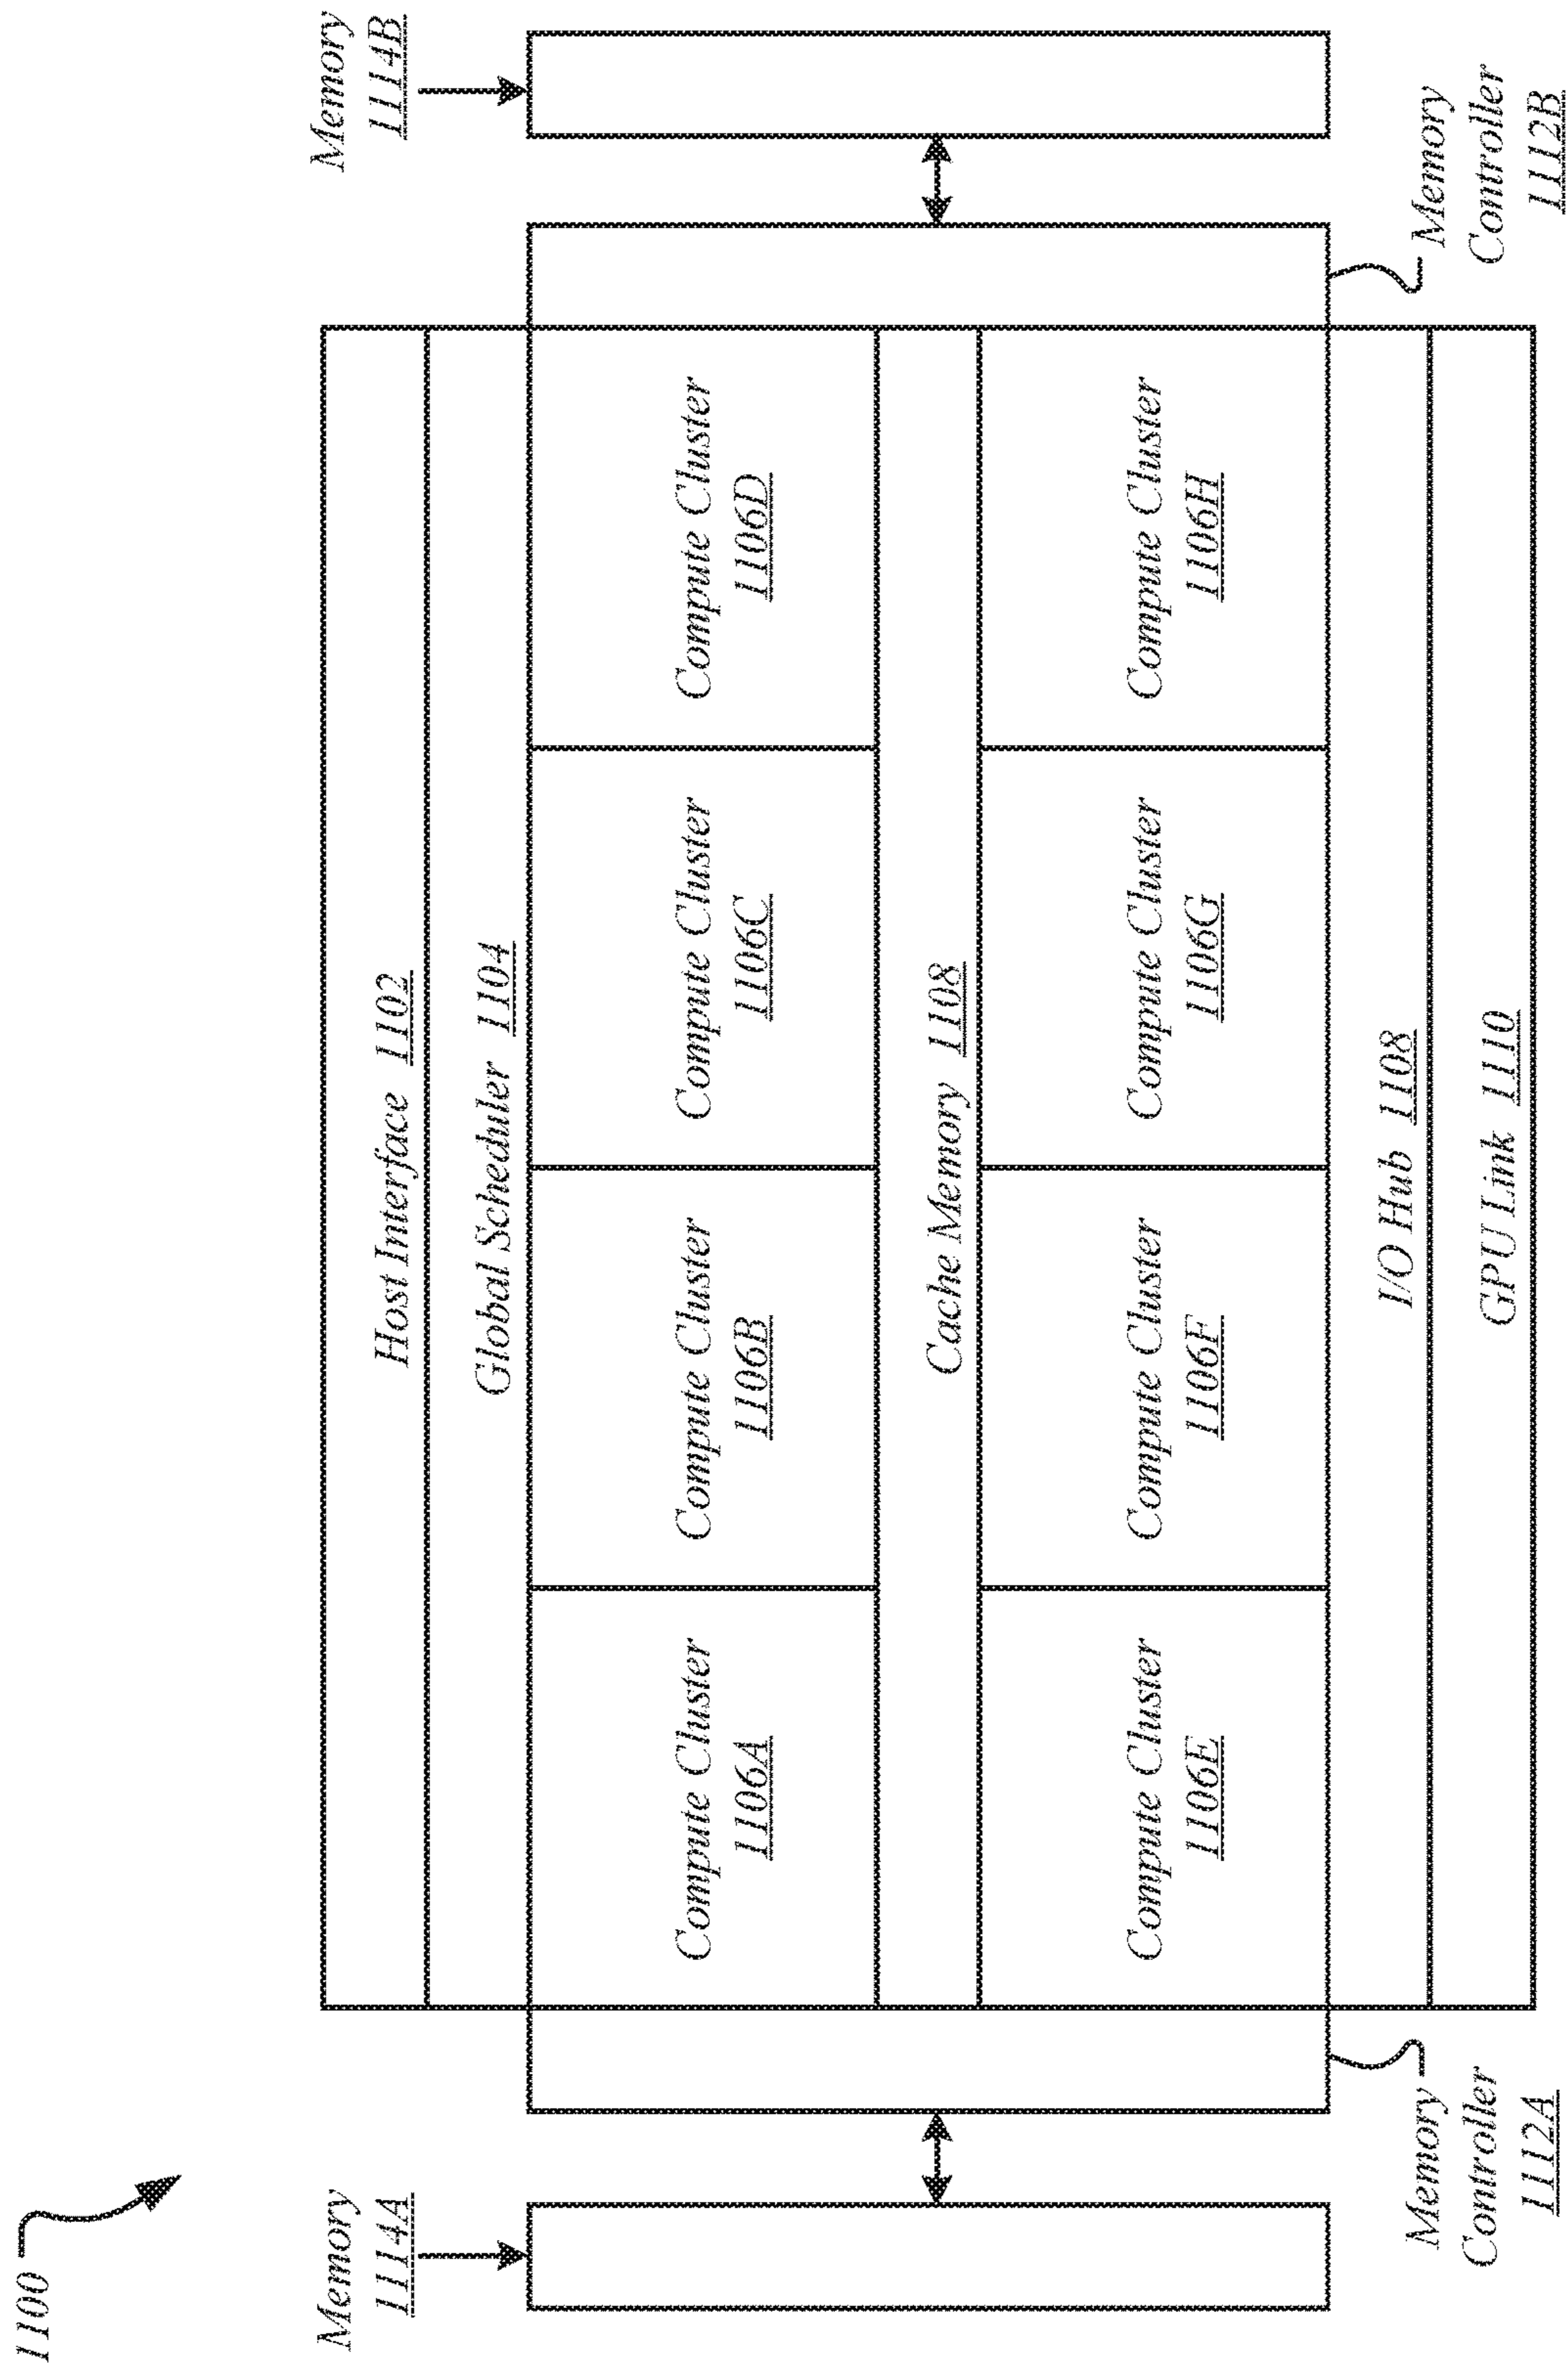 1100
Memory
1114A
Memory
1114B
Host Interface 1102
Global Scheduler 1104
Compute Cluster
1106A
Compute Cluster
1106B
Compute Cluster
1106C
Compute Cluster
1106D
Cache Memory 1108
Compute Cluster
1106E
Compute Cluster
1106F
Compute Cluster
1106G
Compute Cluster
1106H
I/O Hub 1108
GPU Link 1110
Memory
Controller
1112A
Memory
Controller
1112B